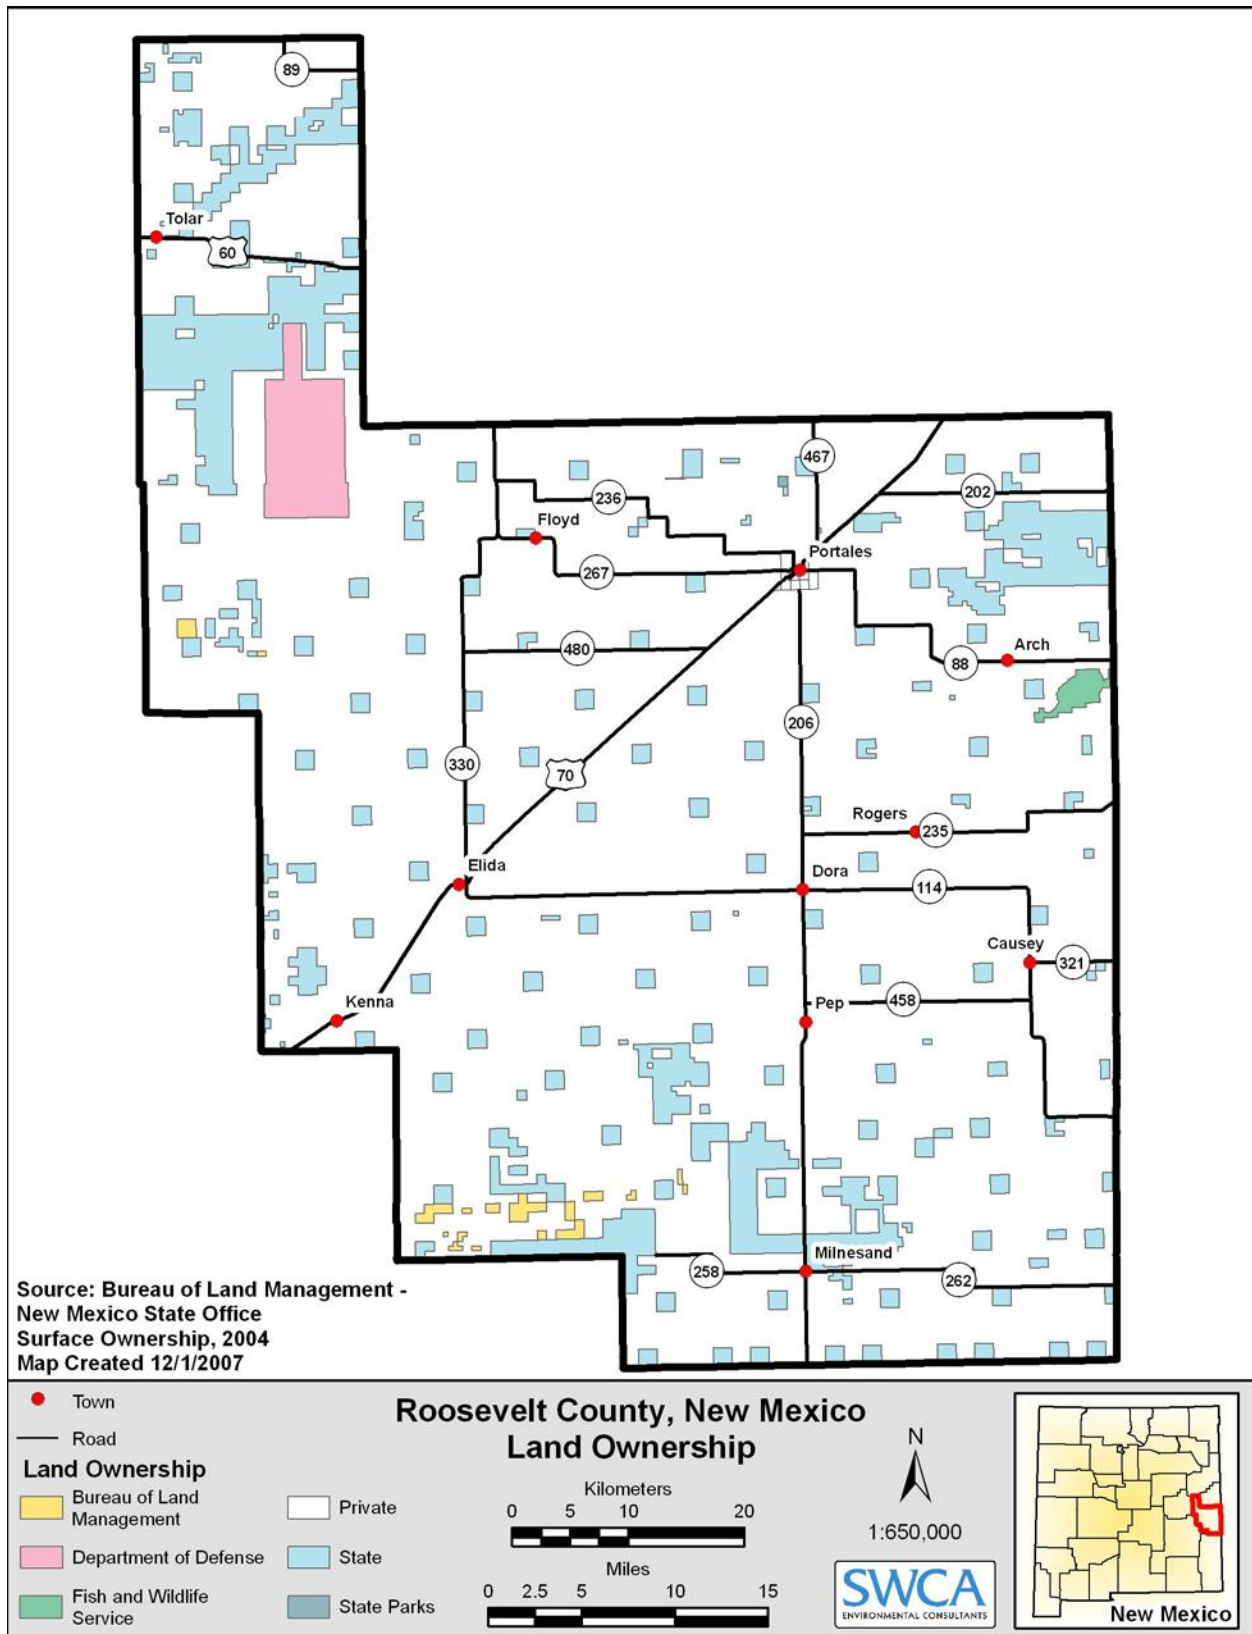 89
Tolar
60
467
202
236
Floyd
Portales
267
480
Arch
88
206
330
70
Rogers
235
Elida
Dora
114
Causey
321
Kenna
Pep
458
Milnesand
258
262
Source: Bureau of Land Management -
New Mexico State Office
Surface Ownership, 2004
Map Created 12/1/2007
Town
Road
Land Ownership
Bureau of Land
Management
Department of Defense
Fish and Wildlife
Service
Private
State
State Parks
Roosevelt County, New Mexico
Land Ownership
Kilometers
0 5 10 20
Miles
0 2.5 5 10 15
N
1:650,000
SWCA
ENVIRONMENTAL CONSULTANTS
New Mexico